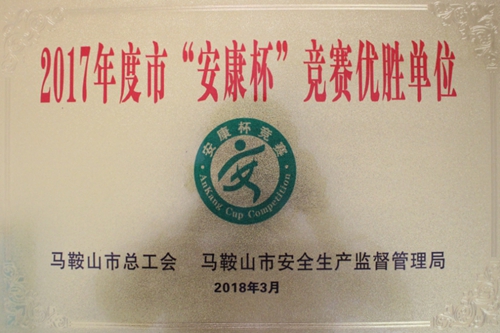 2017年度市“安康杯”竞赛优胜单位
安康杯竞赛
AnKang Cup Competition
马鞍山市总工会 马鞍山市安全生产监督管理局
2018年3月